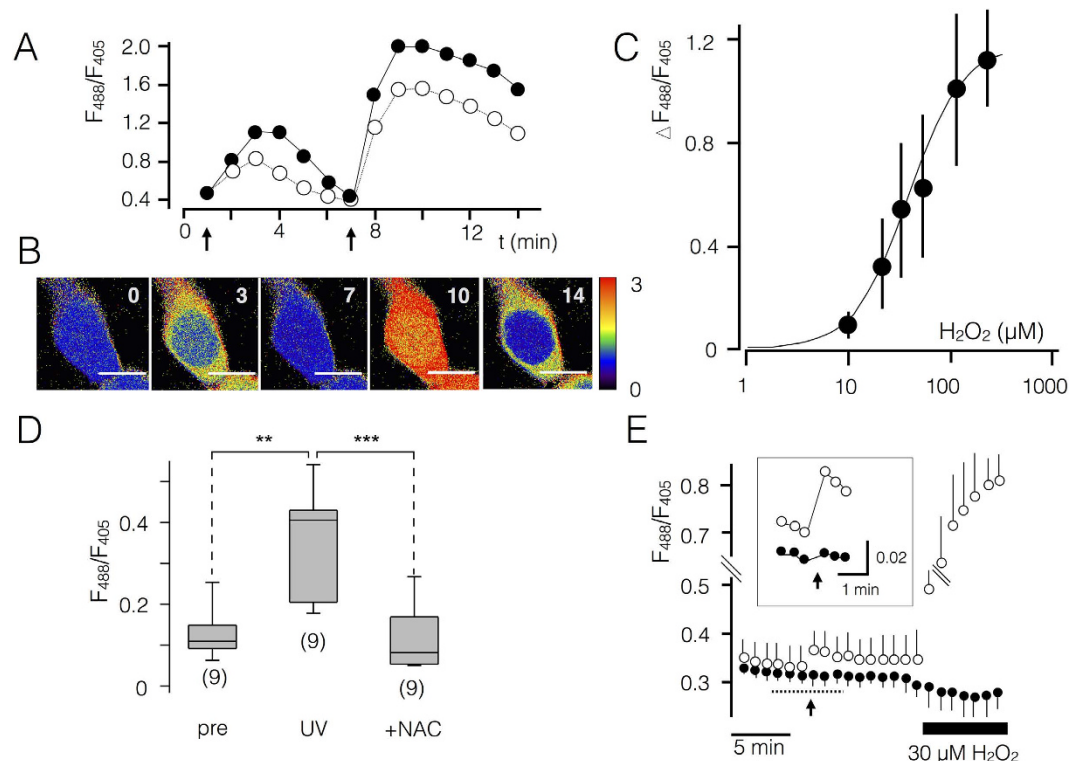 A
F488/F405
2.0
1.6
1.2
0.8
0.4
0 4 8 12
t (min)
B
0 3 7 10 14
3
0
C
△ F488/F405
1.2
0.8
0.4
0
H2O2 (μM)
1 10 100 1000
D
** ***
F488/F405
0.4
0.2
0
(9) (9) (9)
pre UV +NAC
E
F488/F405
0.8
0.7
0.5
0.4
0.3
0.02
1 min
5 min
30 μM H2O2